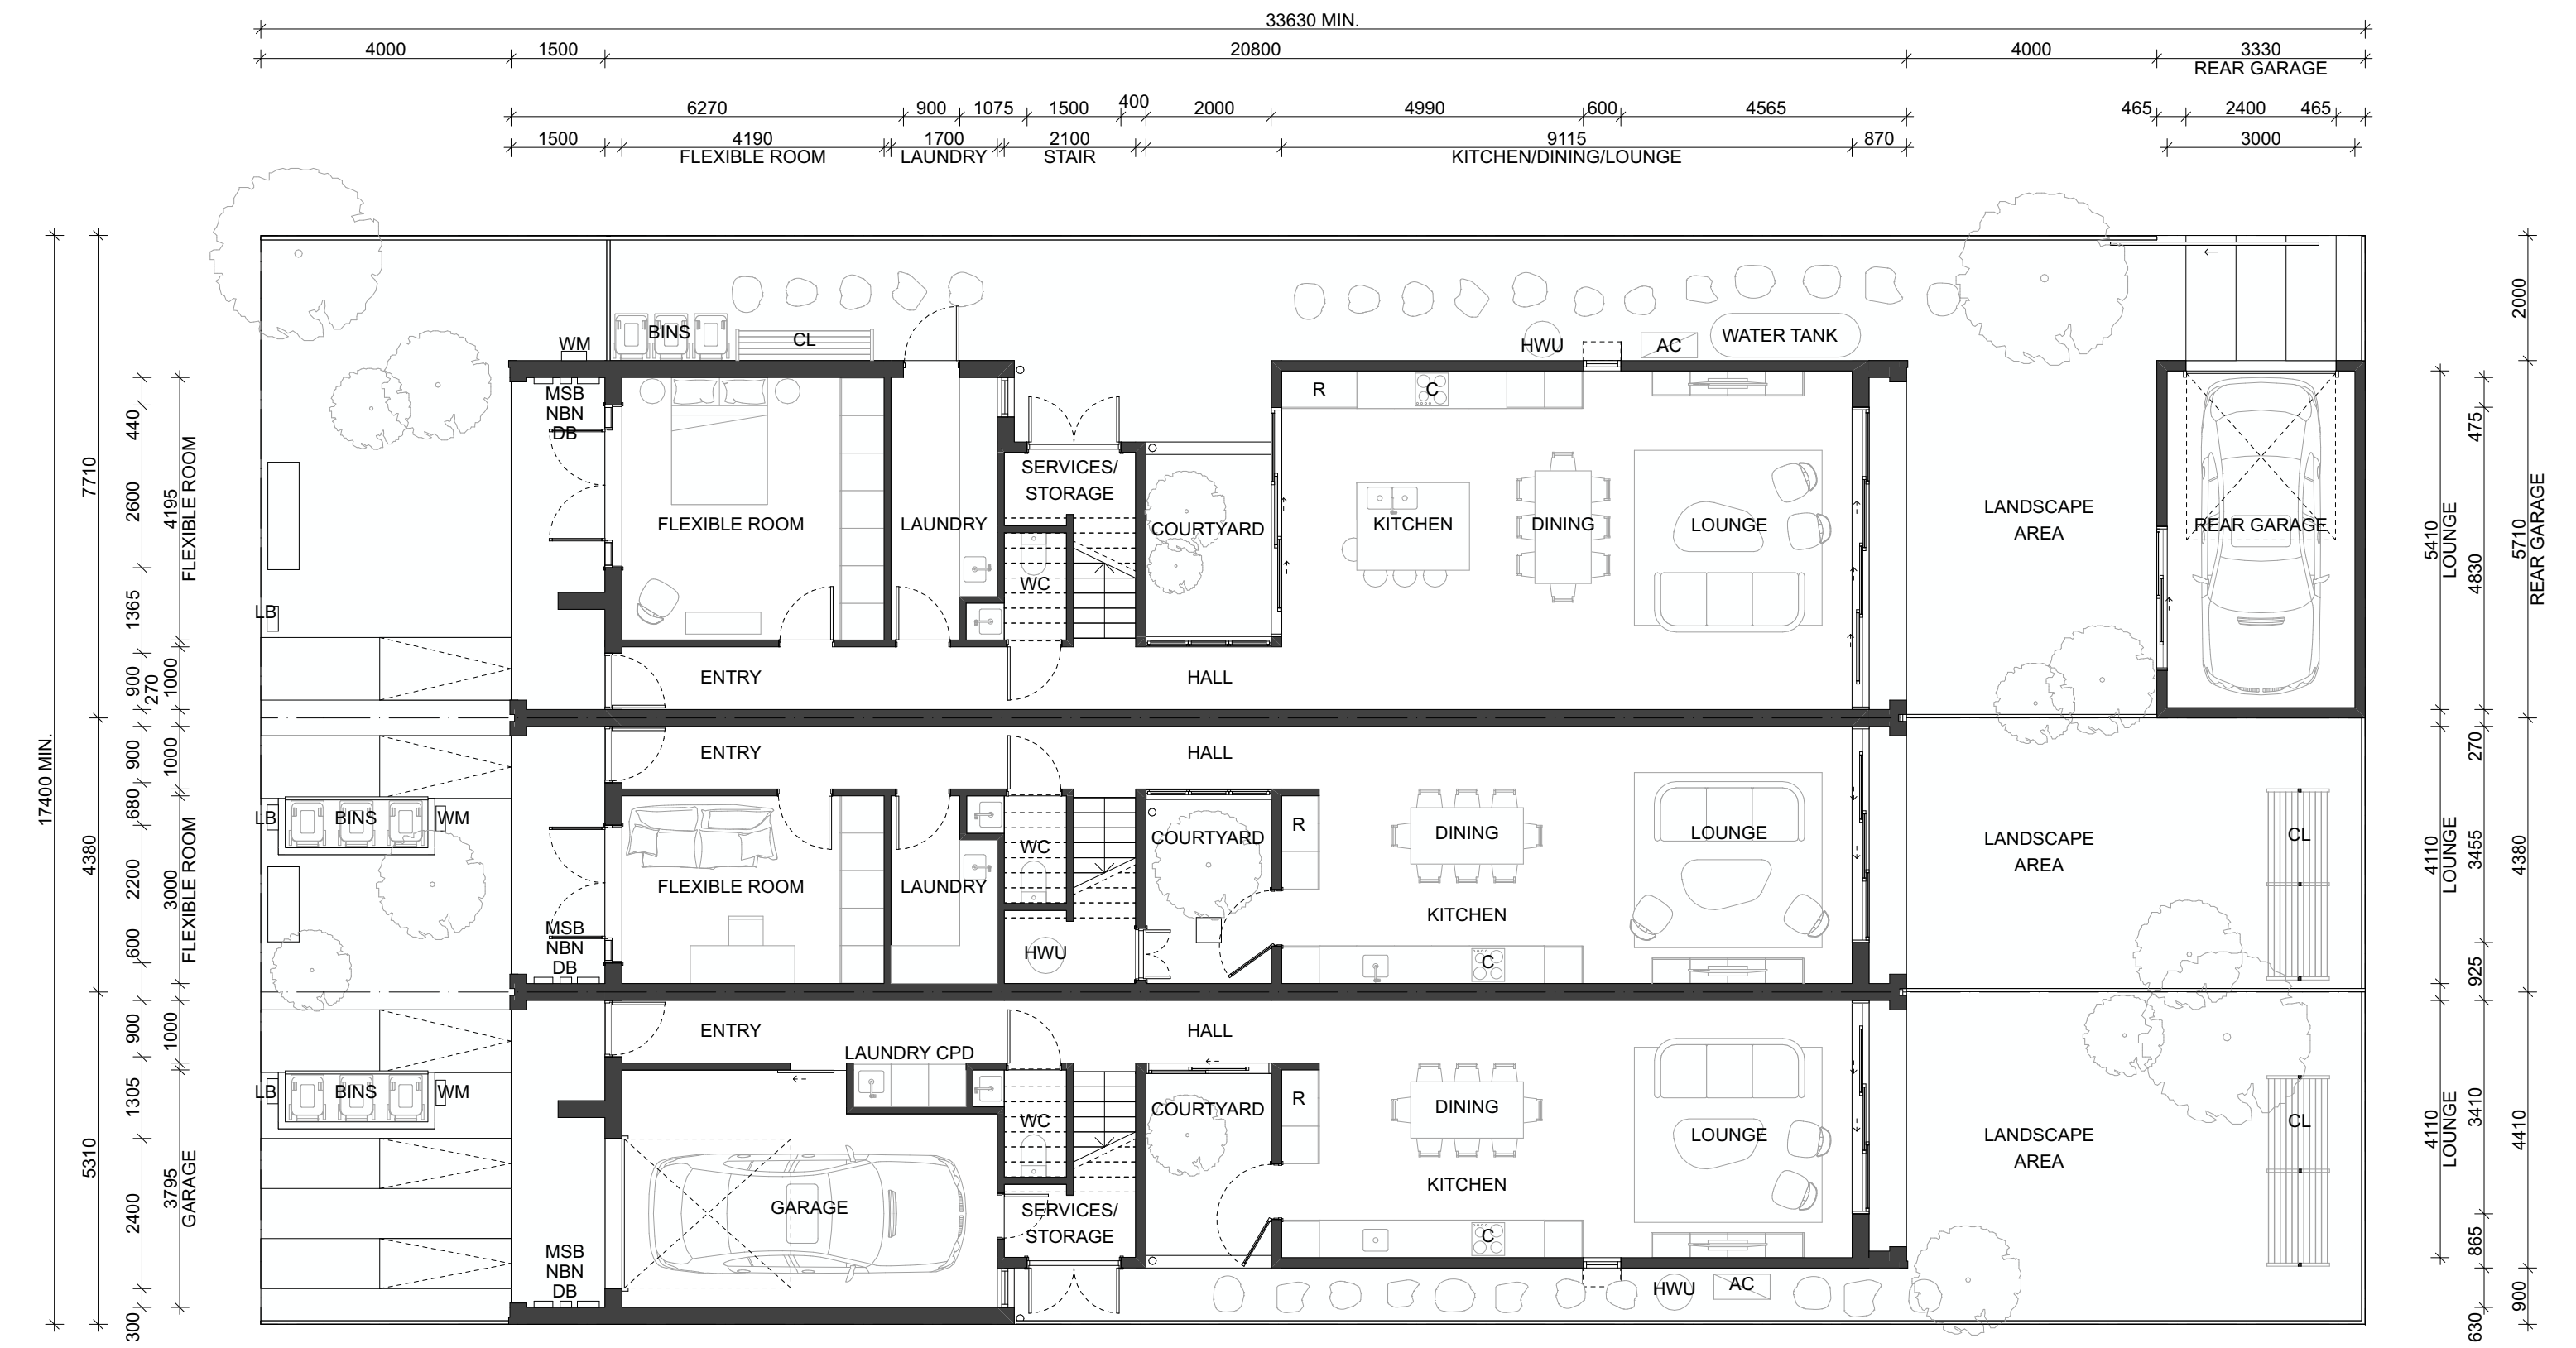 33630 MIN.
4000 1500 20800 4000 3330
REAR GARAGE
6270 900 1075 1500 400 2000 4990 600 4565 465 2400 465
1500 4190 1700 2100 9115 870 3000
FLEXIBLE ROOM LAUNDRY STAIR KITCHEN/DINING/LOUNGE
17400 MIN.
7710
4380
5310
440
2600
1365
900
270
900
680
2200
600
900
1305
2400
300
4195
FLEXIBLE ROOM
1000
1000
3000
FLEXIBLE ROOM
1000
3795
GARAGE
WM
BINS
CL
HWU
AC
WATER TANK
MSB
NBN
DB
R
C
SERVICES/
STORAGE
FLEXIBLE ROOM
LAUNDRY
COURTYARD
KITCHEN
DINING
LOUNGE
LANDSCAPE
AREA
REAR GARAGE
WC
LB
ENTRY
HALL
ENTRY
HALL
LB
BINS
WM
WC
COURTYARD
R
DINING
LOUNGE
LANDSCAPE
AREA
CL
FLEXIBLE ROOM
LAUNDRY
KITCHEN
MSB
NBN
DB
HWU
C
ENTRY
HALL
LAUNDRY CPD
LB
BINS
WM
WC
COURTYARD
R
DINING
LOUNGE
LANDSCAPE
AREA
CL
KITCHEN
GARAGE
SERVICES/
STORAGE
C
MSB
NBN
DB
HWU
AC
5410
LOUNGE
4110
LOUNGE
4110
LOUNGE
475
4830
270
3455
925
3410
865
630
2000
5710
REAR GARAGE
4380
4410
900